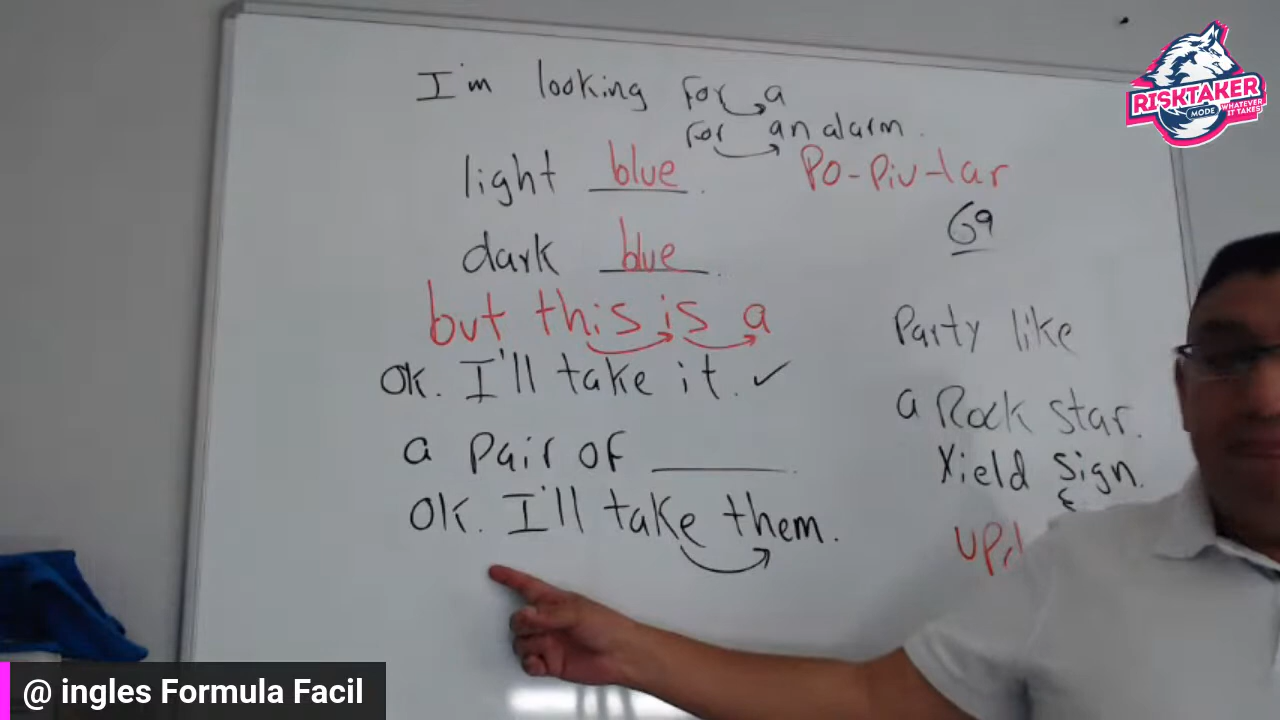 I'm looking for a
for an alarm.
light blue.
Po-Piu-lar
69
dark blue.
but this is a
Party like
ok. I'll take it. ✓
a Rock star.
a pair of ________.
Yield Sign.
OK. I'll take them.
RISKTAKER
MODE WHATEVER IT TAKES
@ ingles Formula Facil